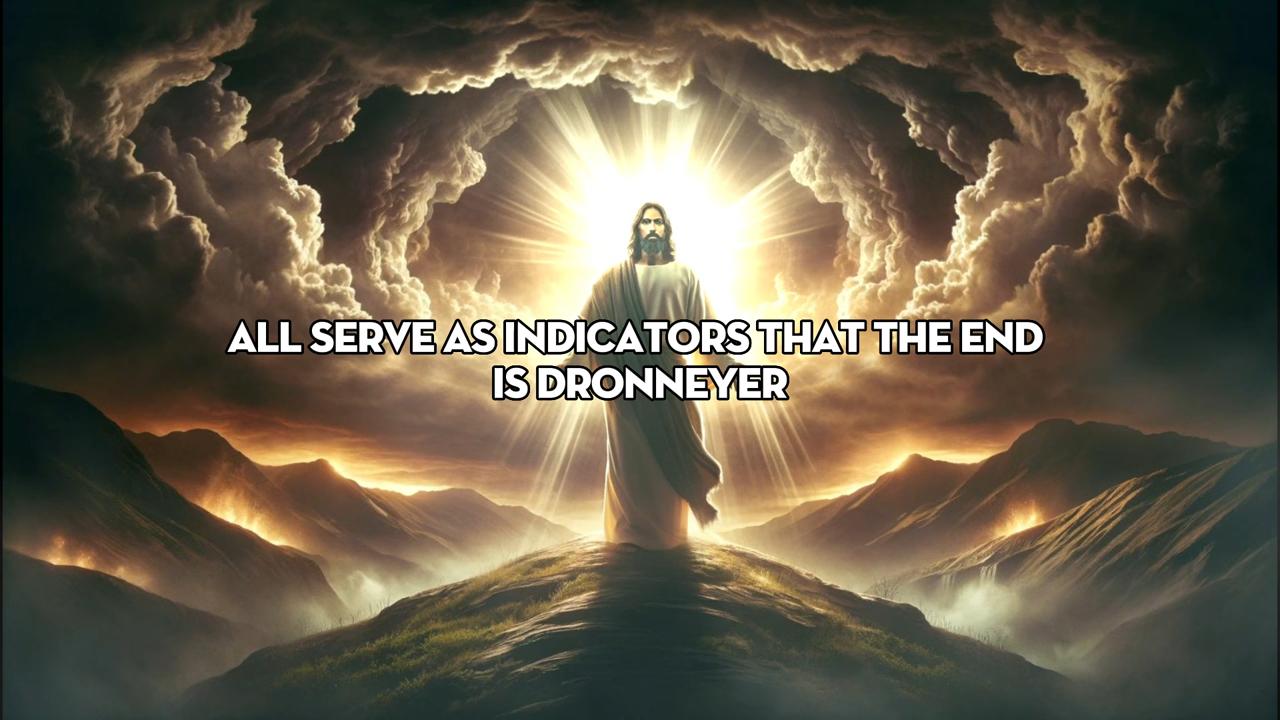 ALL SERVE AS INDICATORS THAT THE END
IS DRONNEYER